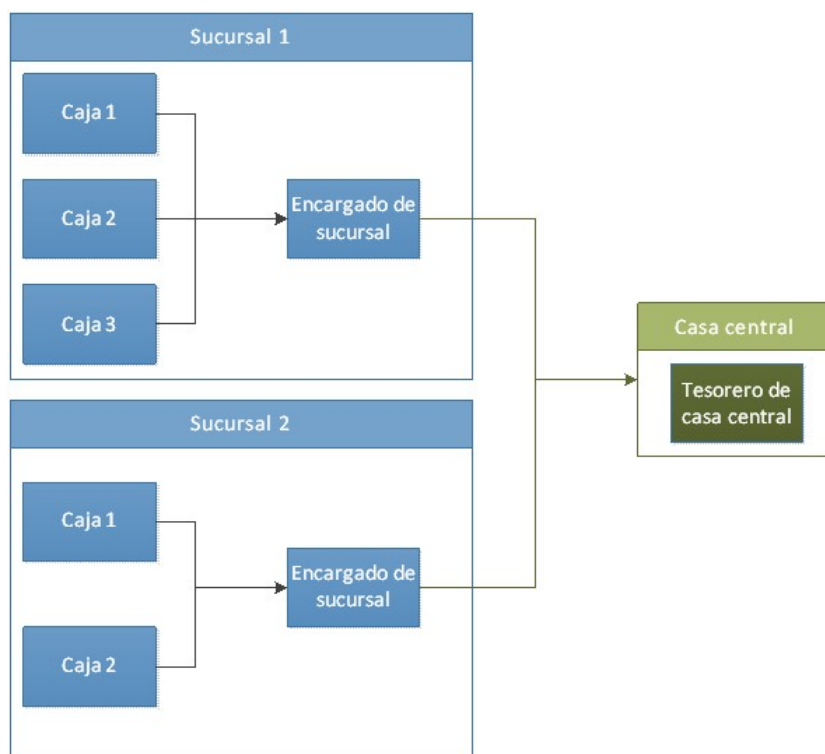 Sucursal 1
Caja 1
Caja 2
Caja 3
Encargado de
sucursal
Sucursal 2
Caja 1
Caja 2
Encargado de
sucursal
Casa central
Tesorero de
casa central